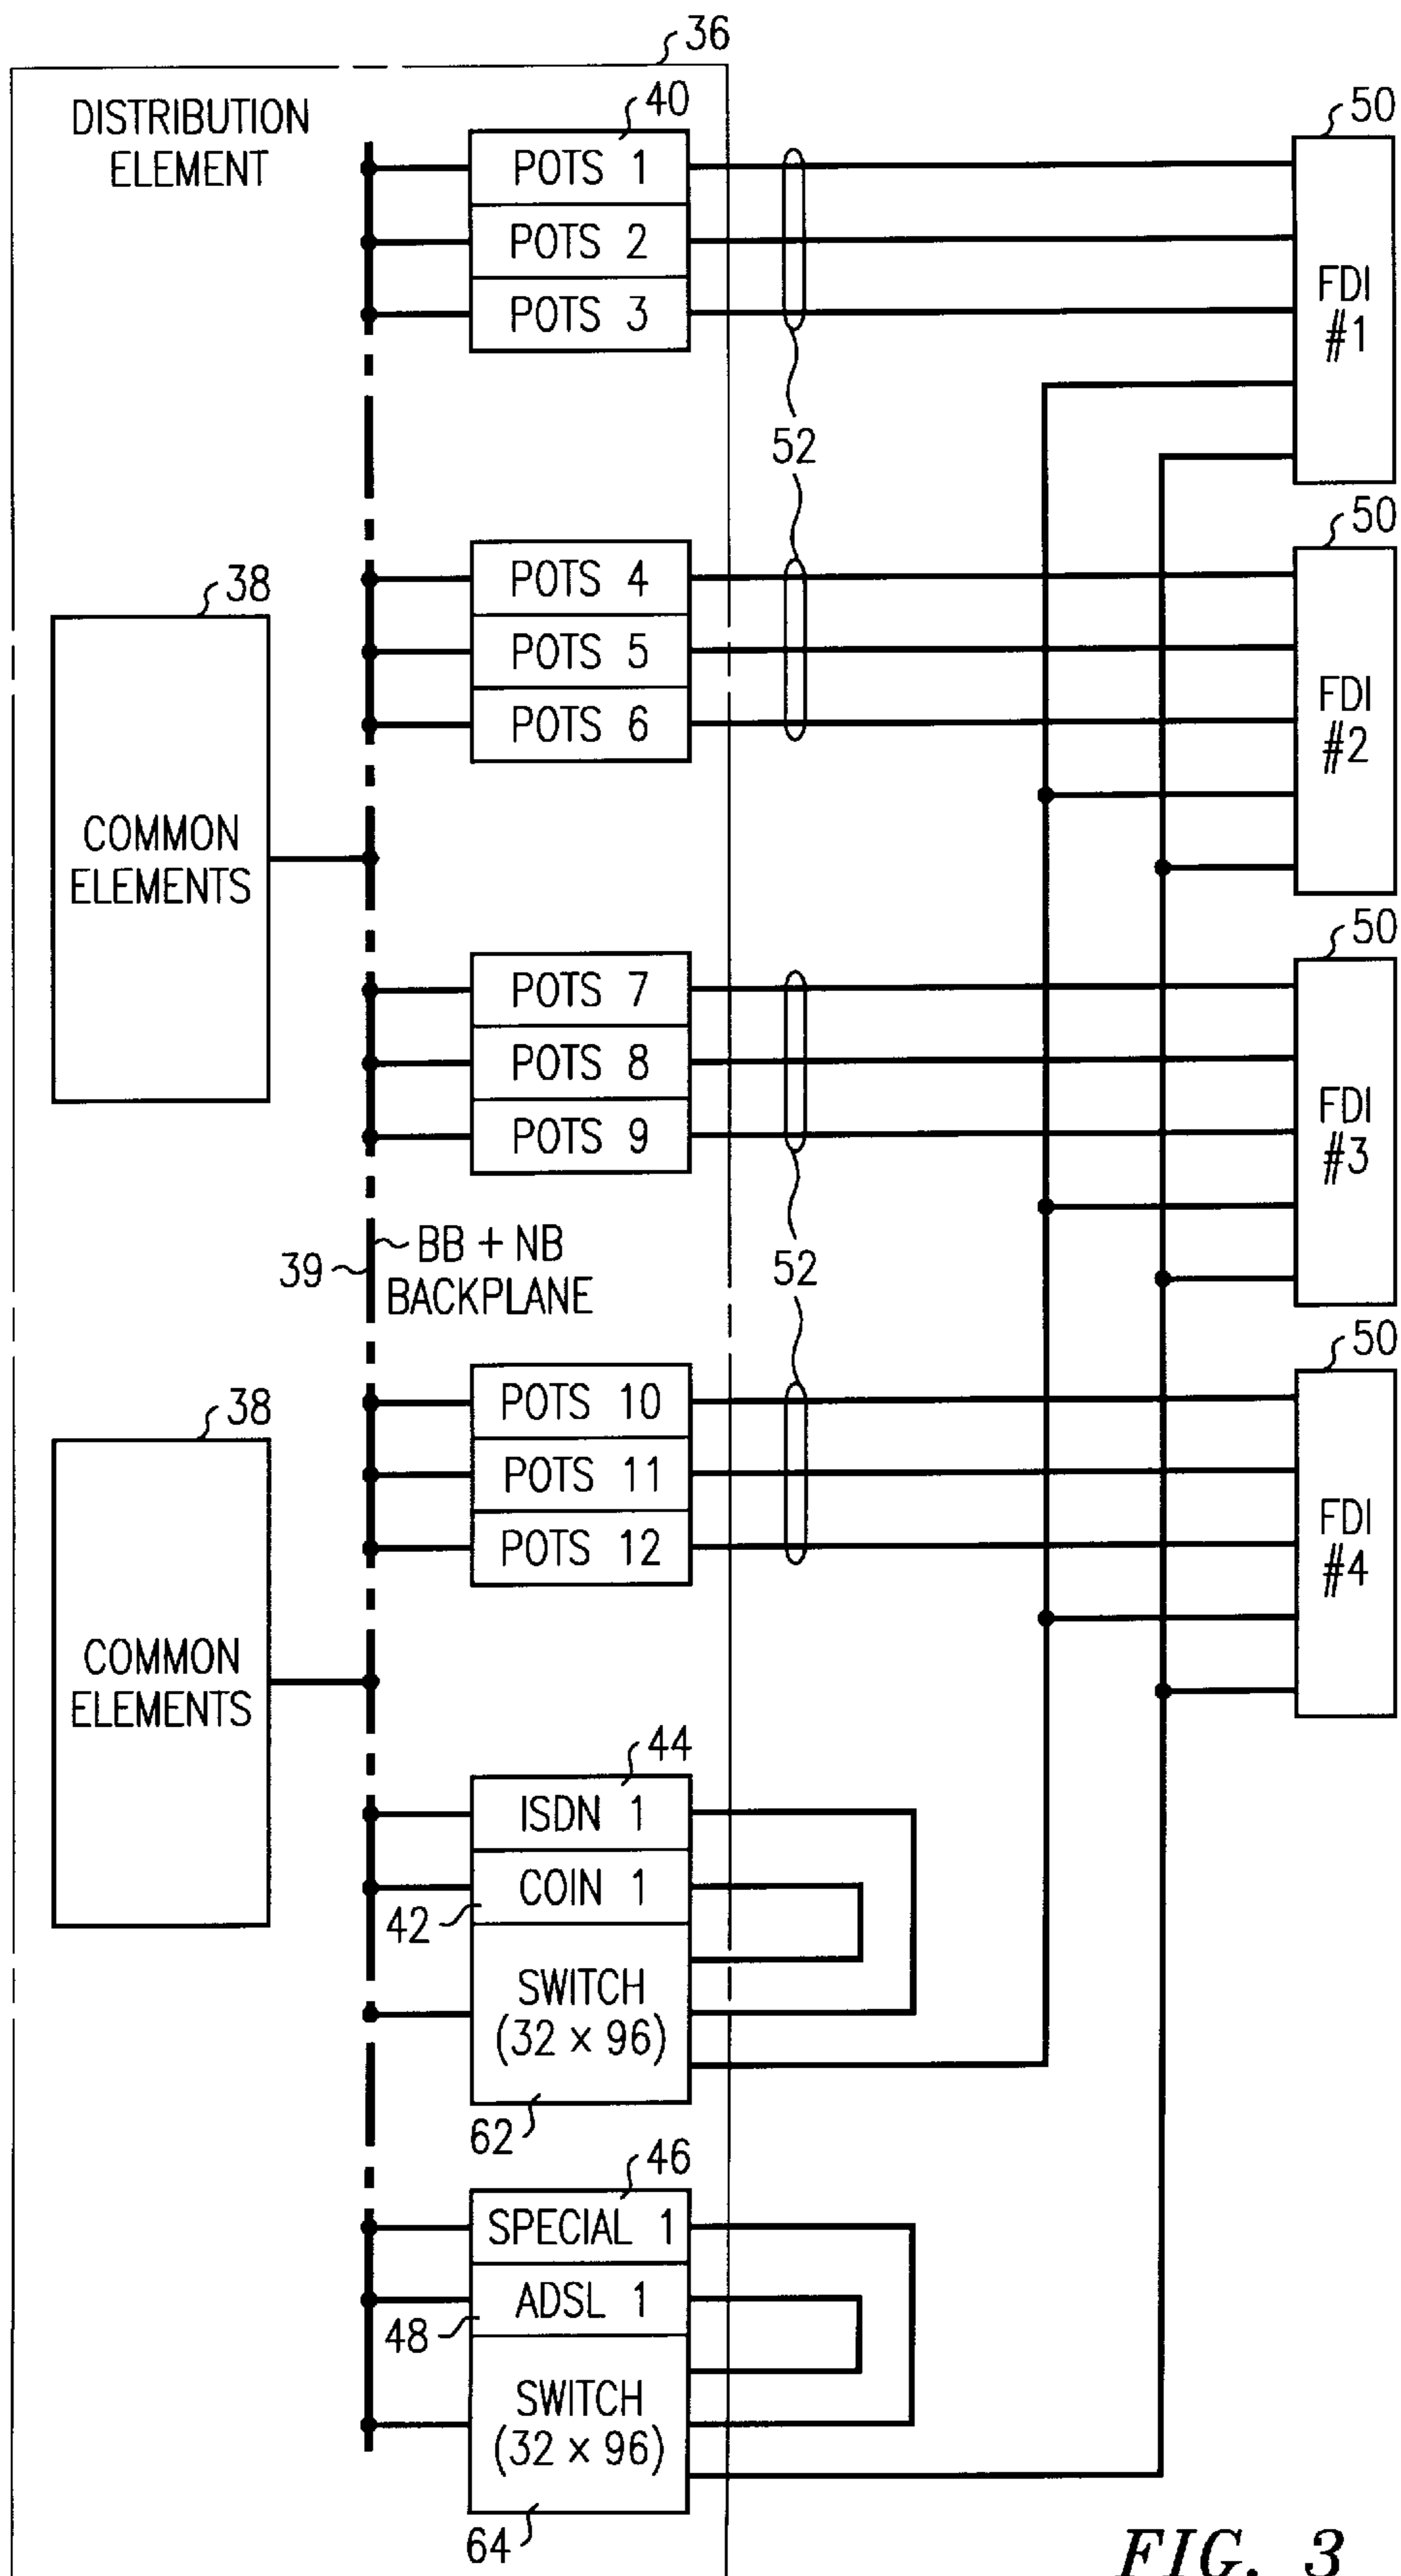 36
DISTRIBUTION
ELEMENT
40
50
POTS 1
POTS 2
POTS 3
FDI
#1
52
50
POTS 4
POTS 5
POTS 6
38
COMMON
ELEMENTS
FDI
#2
50
POTS 7
POTS 8
POTS 9
FDI
#3
BB + NB
BACKPLANE
39
52
50
POTS 10
POTS 11
POTS 12
38
COMMON
ELEMENTS
FDI
#4
44
ISDN 1
COIN 1
42
SWITCH
(32 × 96)
62
46
SPECIAL 1
ADSL 1
48
SWITCH
(32 × 96)
64
FIG. 3